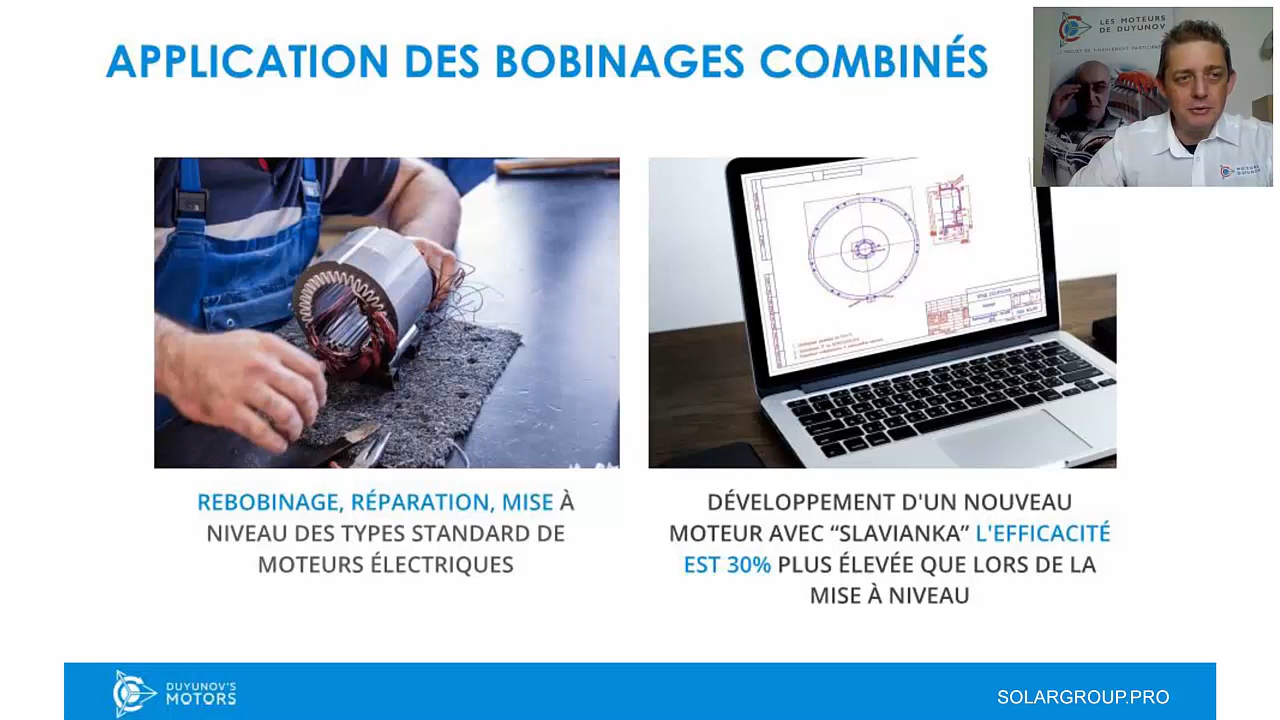 APPLICATION DES BOBINAGES COMBINÉS
LES MOTEURS
DE DUYUNOV
REBOBINAGE, RÉPARATION, MISE À
NIVEAU DES TYPES STANDARD DE
MOTEURS ÉLECTRIQUES
DÉVELOPPEMENT D'UN NOUVEAU
MOTEUR AVEC “SLAVIANKA” L'EFFICACITÉ
EST 30% PLUS ÉLEVÉE QUE LORS DE LA
MISE À NIVEAU
DUYUNOV'S
MOTORS
SOLARGROUP.PRO